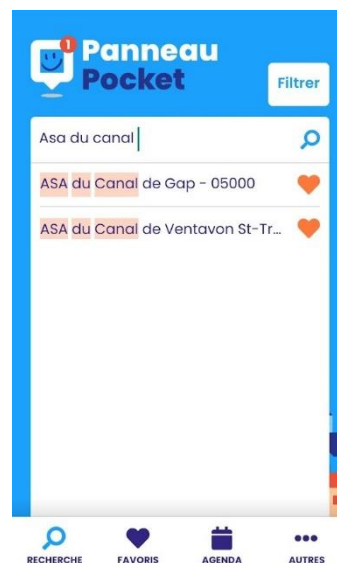 1
Panneau
Pocket
Filtrer
Asa du canal
ASA du Canal de Gap - 05000
ASA du Canal de Ventavon St-Tr...
RECHERCHE FAVORIS AGENDA AUTRES